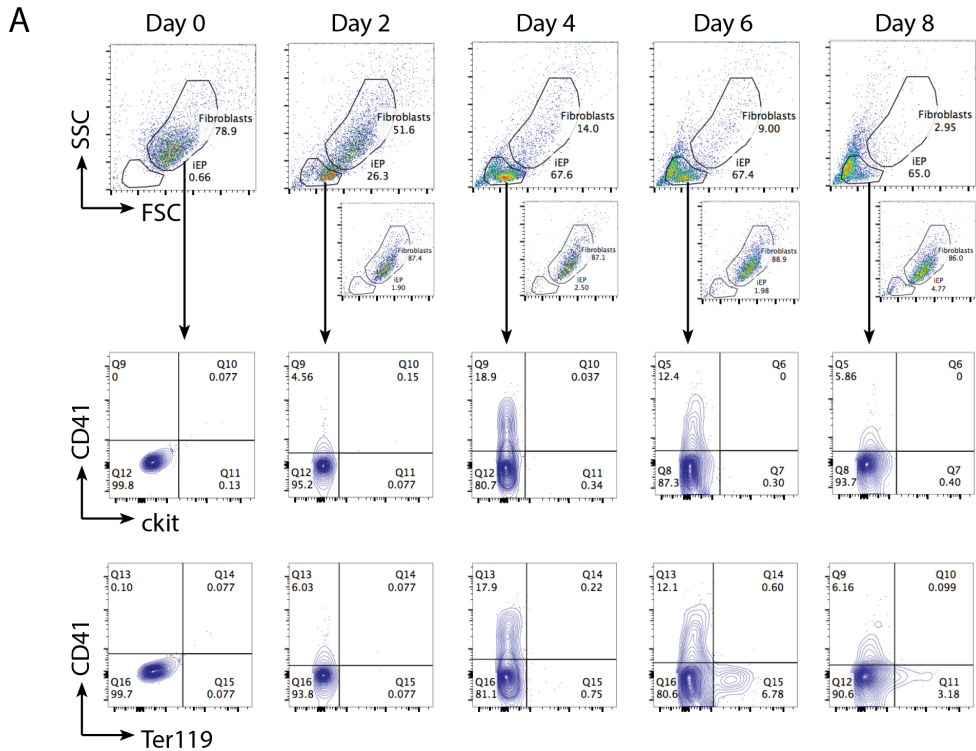 A
Day 0
Day 2
Day 4
Day 6
Day 8
SSC
FSC
Fibroblasts
78.9
iEP
0.66
Fibroblasts
51.6
iEP
26.3
Fibroblasts
14.0
iEP
67.6
Fibroblasts
9.00
iEP
67.4
Fibroblasts
2.95
iEP
65.0
Fibroblasts
87.4
iEP
1.90
Fibroblasts
87.1
iEP
2.50
Fibroblasts
88.9
iEP
1.98
Fibroblasts
86.0
iEP
4.77
CD41
ckit
Q9
0
Q10
0.077
Q12
99.8
Q11
0.13
Q9
4.56
Q10
0.15
Q12
95.2
Q11
0.077
Q9
18.9
Q10
0.037
Q12
80.7
Q11
0.34
Q5
12.4
Q6
0
Q8
87.3
Q7
0.30
Q5
5.86
Q6
0
Q8
93.7
Q7
0.40
CD41
Ter119
Q13
0.10
Q14
0.077
Q16
99.7
Q15
0.077
Q13
6.03
Q14
0.077
Q16
93.8
Q15
0.077
Q13
17.9
Q14
0.22
Q16
81.1
Q15
0.75
Q13
12.1
Q14
0.60
Q16
80.6
Q15
6.78
Q9
6.16
Q10
0.099
Q12
90.6
Q11
3.18